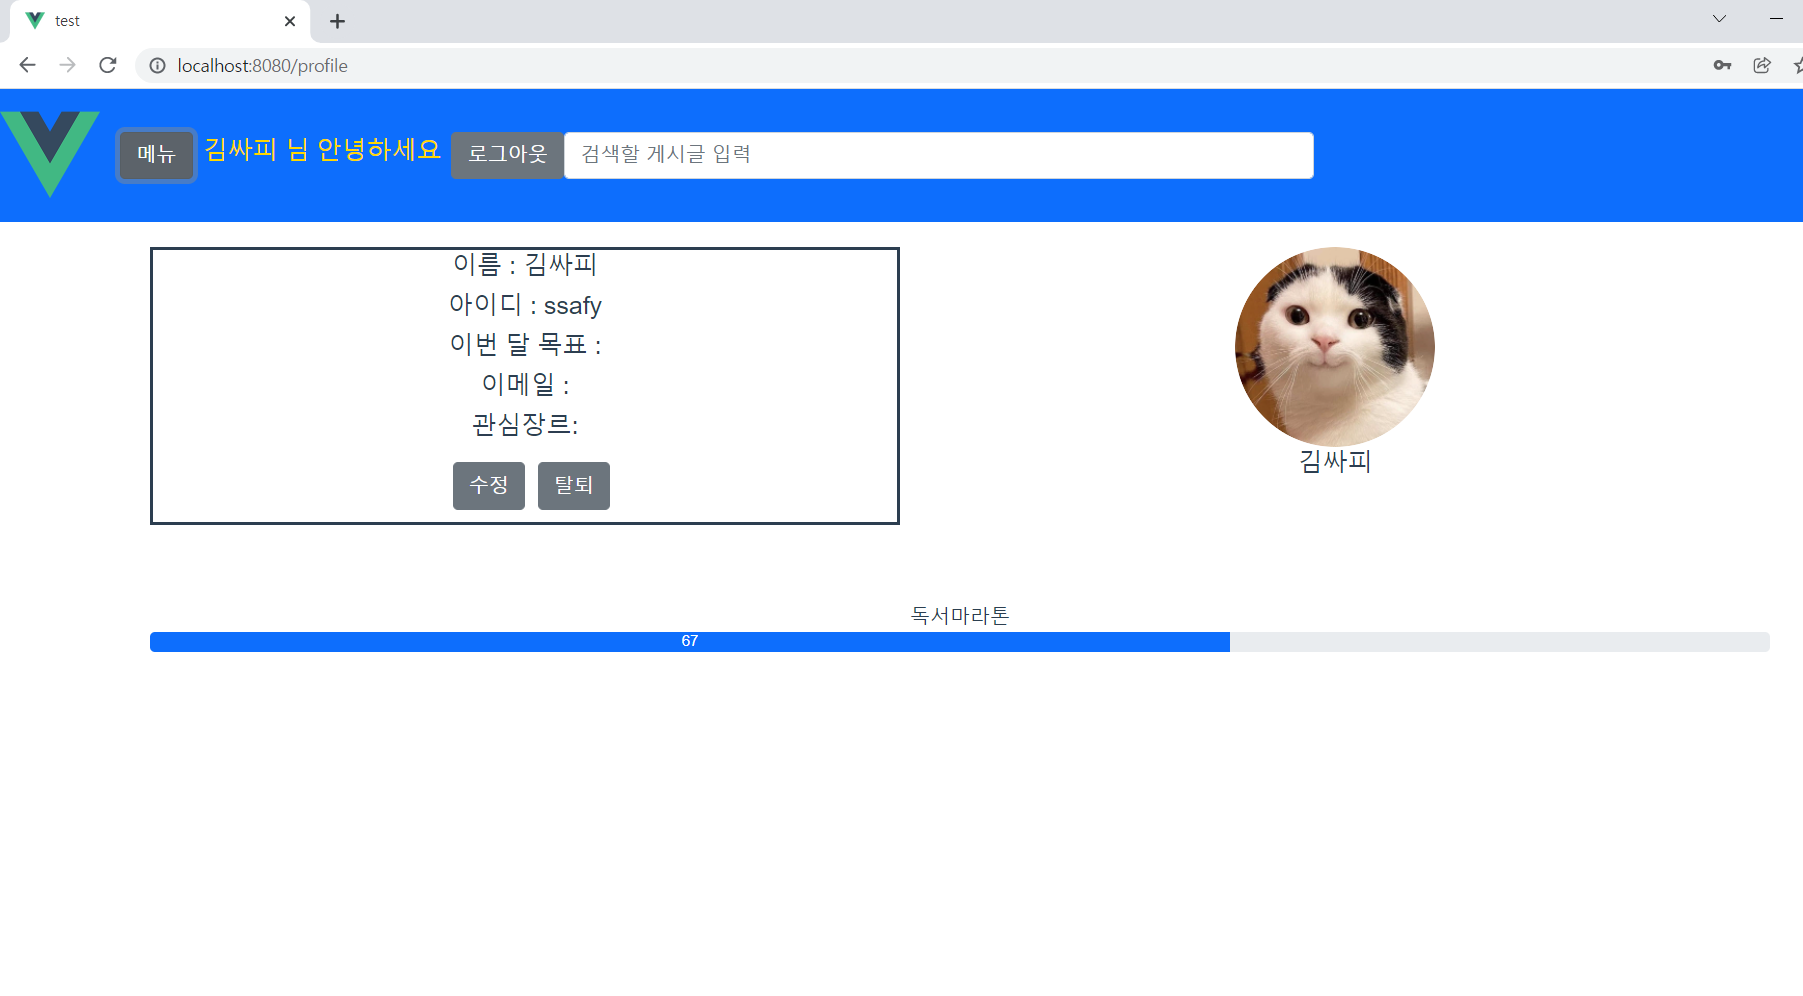 test
localhost:8080/profile
메뉴 김싸피 님 안녕하세요 로그아웃 검색할 게시글 입력
이름 : 김싸피
아이디 : ssafy
이번 달 목표 :
이메일 :
관심장르:
수정 탈퇴
김싸피
독서마라톤
67